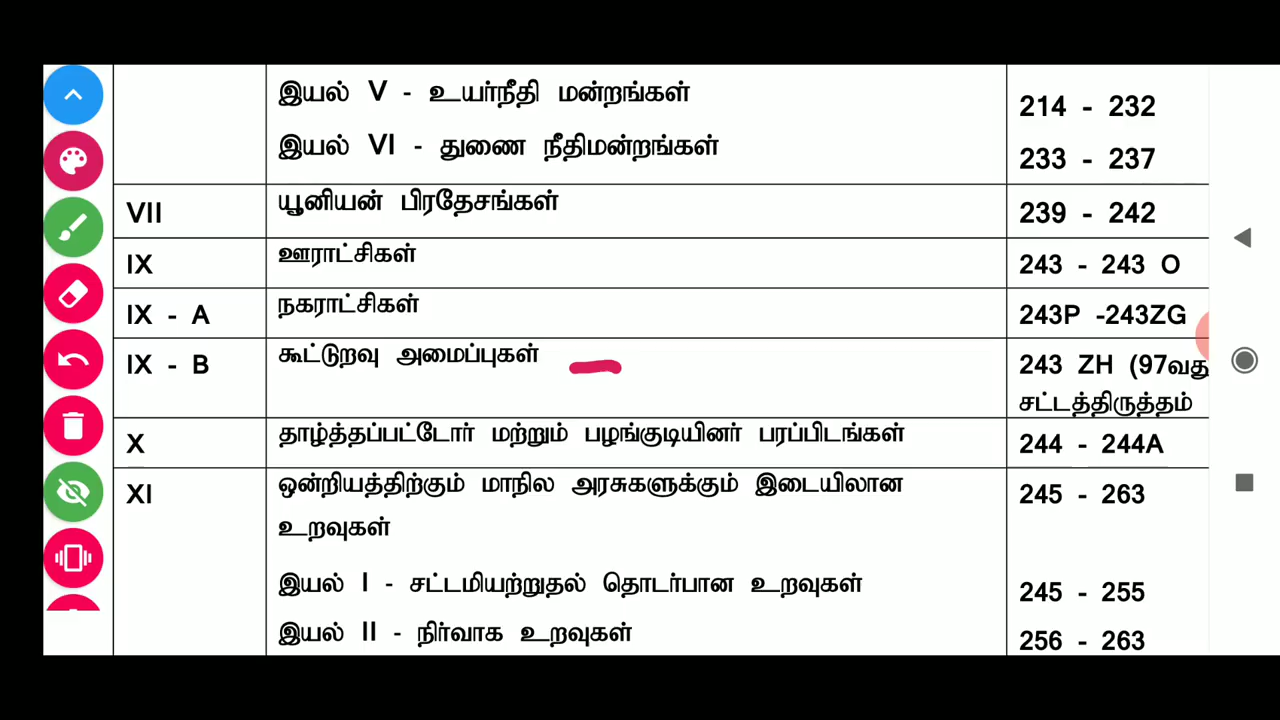 இயல் V - உயர்நீதி மன்றங்கள் 214 - 232
இயல் VI - துணை நீதிமன்றங்கள் 233 - 237
VII யூனியன் பிரதேசங்கள் 239 - 242
IX ஊராட்சிகள் 243 - 243 O
IX - A நகராட்சிகள் 243P -243ZG
IX - B கூட்டுறவு அமைப்புகள் 243 ZH (97வது
சட்டத்திருத்தம்
X தாழ்த்தப்பட்டோர் மற்றும் பழங்குடியினர் பரப்பிடங்கள் 244 - 244A
XI ஒன்றியத்திற்கும் மாநில அரசுகளுக்கும் இடையிலான 245 - 263
உறவுகள்
இயல் I - சட்டமியற்றுதல் தொடர்பான உறவுகள் 245 - 255
இயல் II - நிர்வாக உறவுகள் 256 - 263